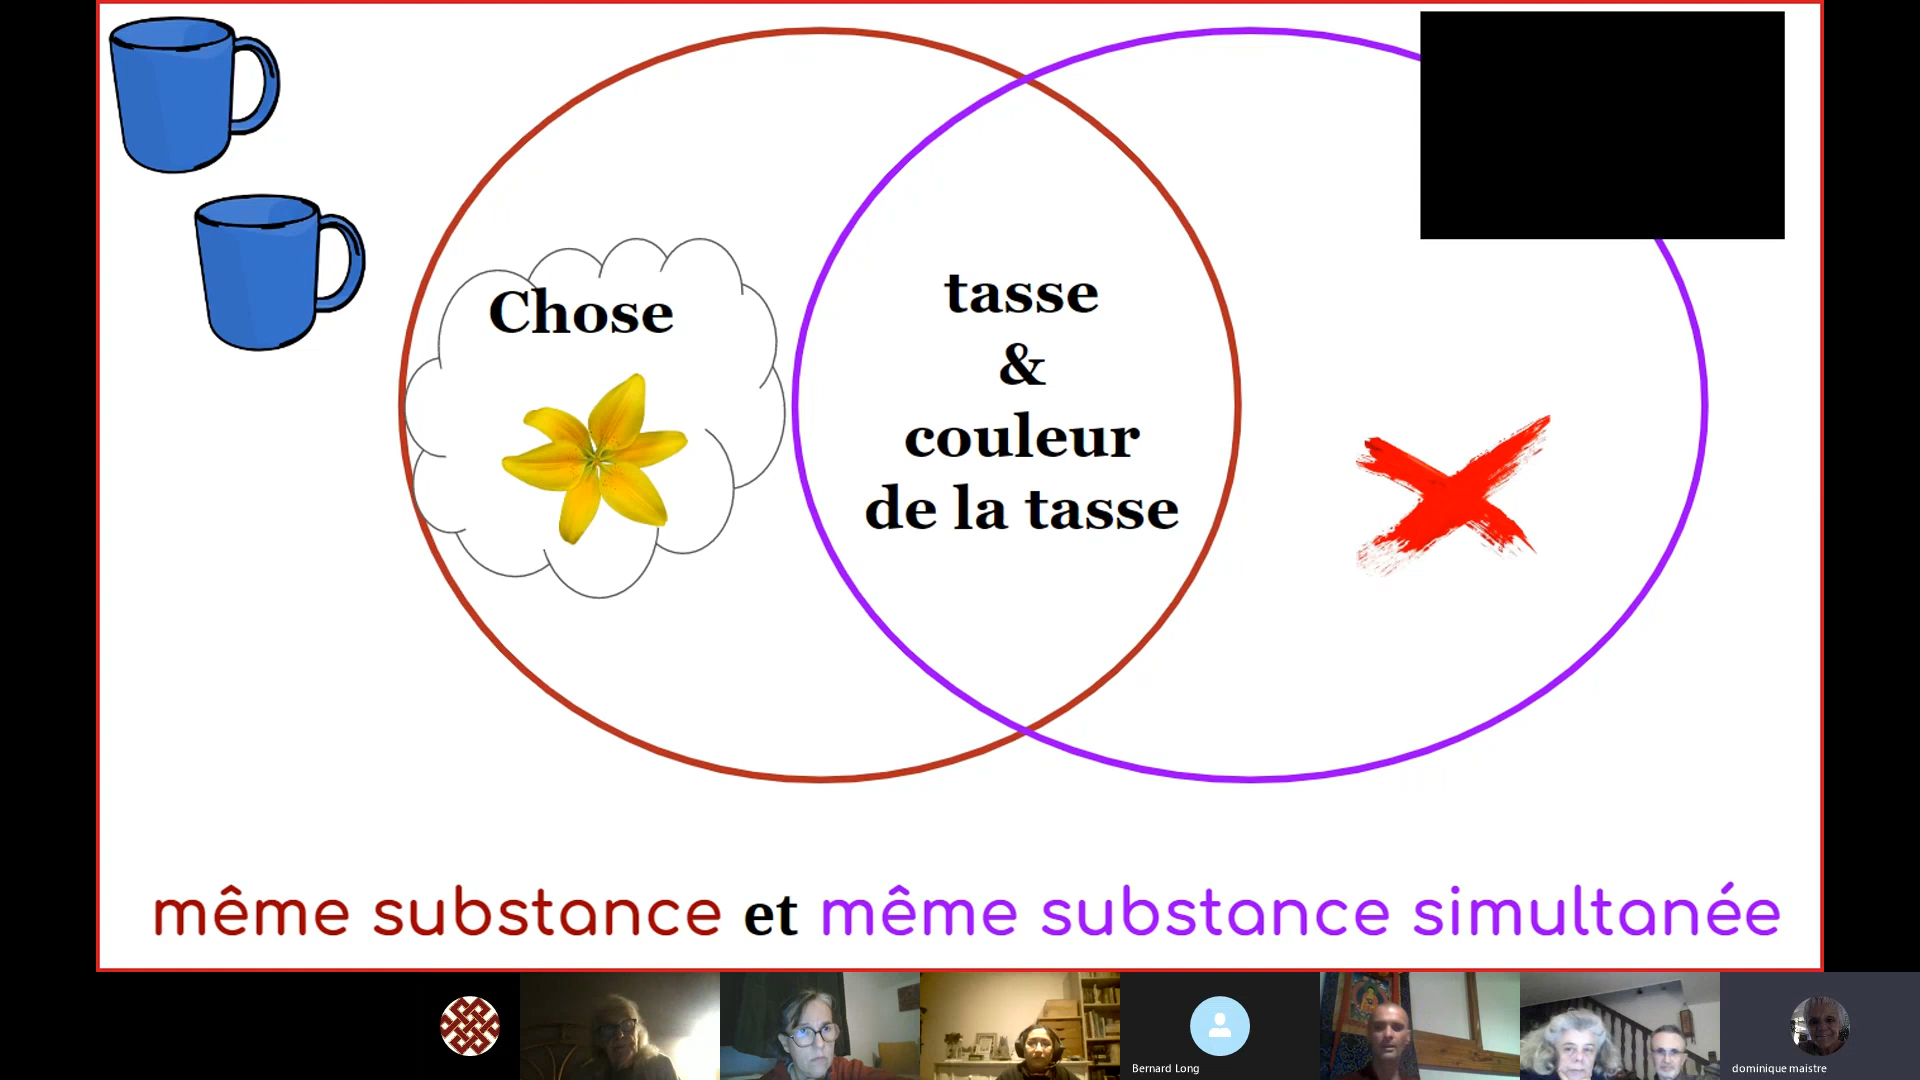 Chose
tasse
&
couleur
de la tasse
même substance et même substance simultanée
Bernard Long
dominique maistre